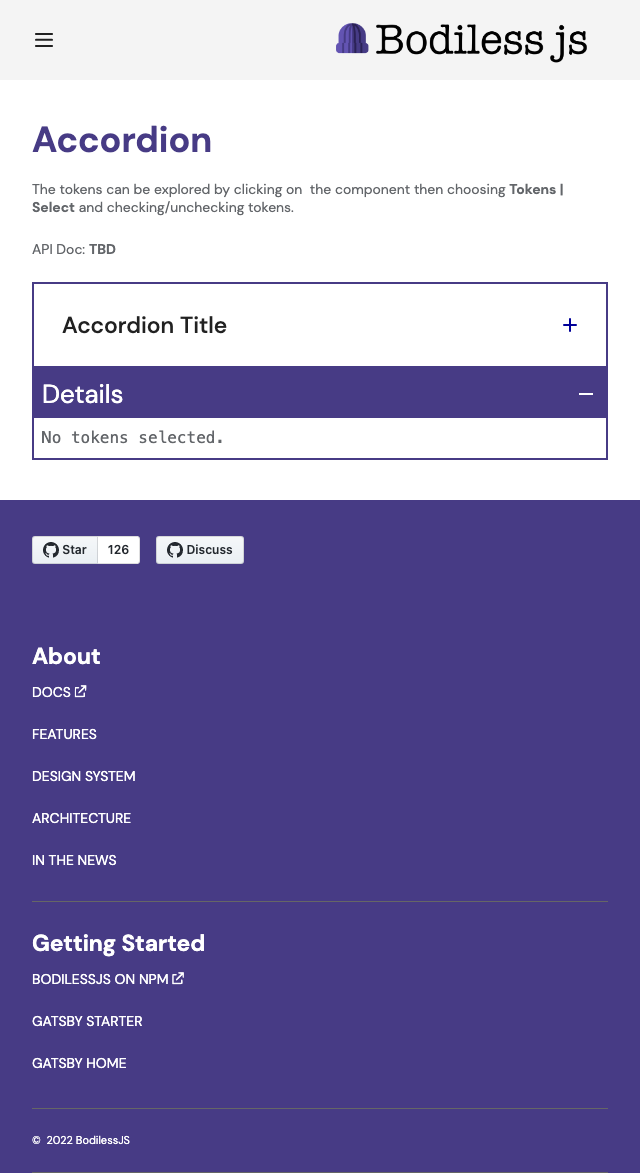 Bodiless js
Accordion
The tokens can be explored by clicking on  the component then choosing Tokens |
Select and checking/unchecking tokens.
API Doc: TBD
Accordion Title
Details
No tokens selected.
Star 126 Discuss
About
DOCS
FEATURES
DESIGN SYSTEM
ARCHITECTURE
IN THE NEWS
Getting Started
BODILESSJS ON NPM
GATSBY STARTER
GATSBY HOME
© 2022 BodilessJS